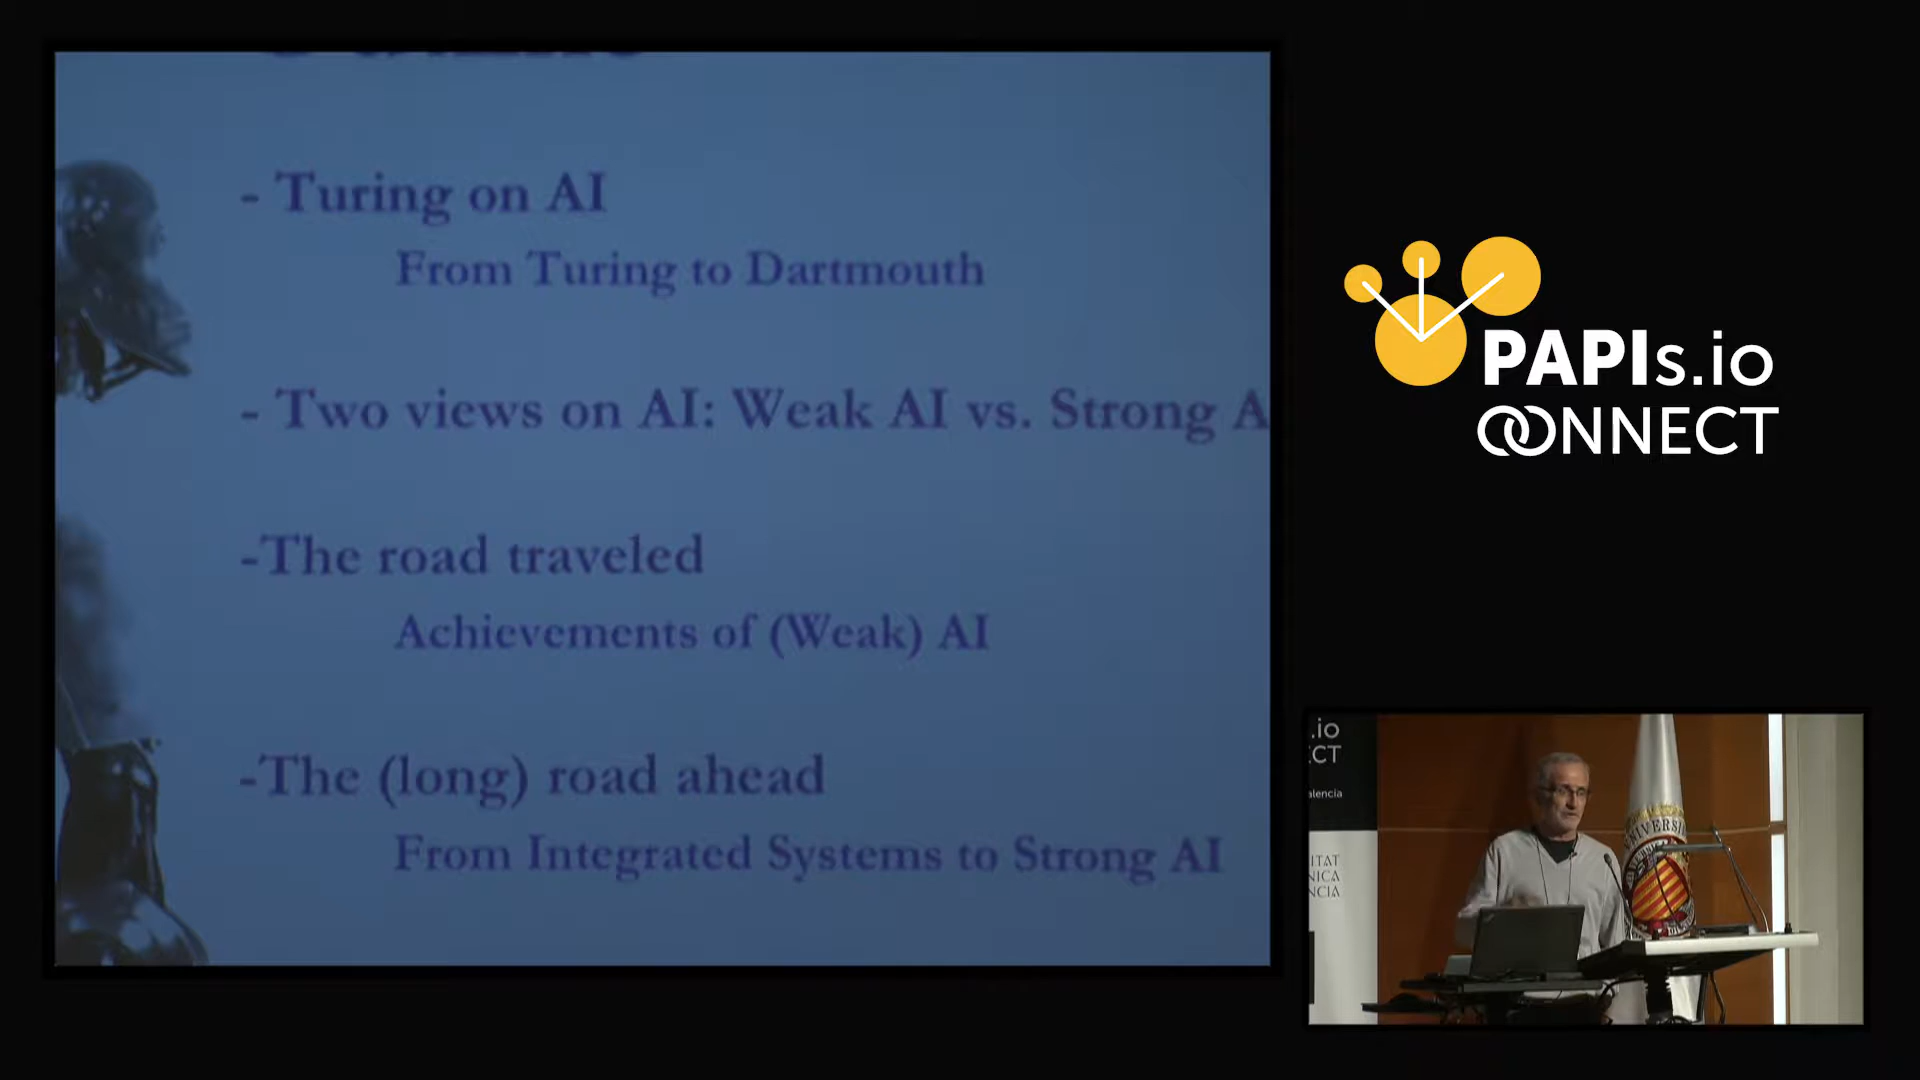 - Turing on AI
From Turing to Dartmouth
- Two views on AI: Weak AI vs. Strong A
-The road traveled
Achievements of (Weak) AI
-The (long) road ahead
From Integrated Systems to Strong AI
PAPIs.io
CONNECT
.io
CT
alencia
ITAT
NICA
NCIA
UNIVERSI